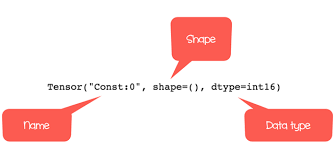 Shape
Tensor("Const:0", shape=(), dtype=int16)
Name
Data type